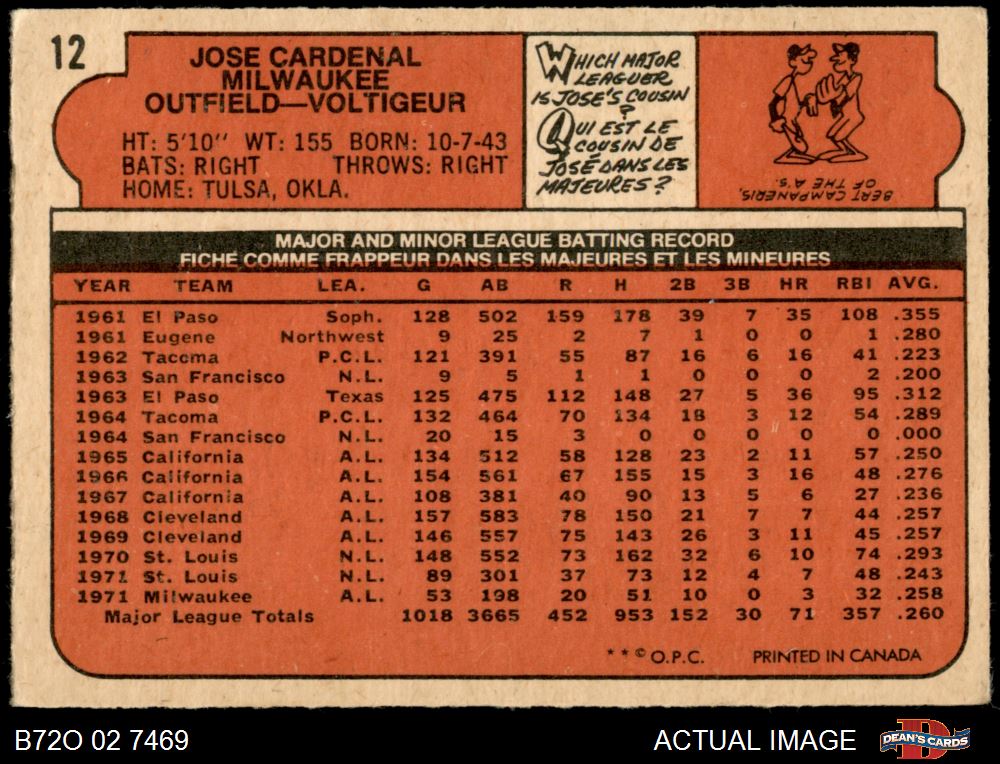 12
JOSE CARDENAL
MILWAUKEE
OUTFIELD—VOLTIGEUR
HT: 5'10" WT: 155 BORN: 10-7-43
BATS: RIGHT THROWS: RIGHT
HOME: TULSA, OKLA.
WHICH MAJOR
LEAGUER
IS JOSE'S COUSIN
?
QUI EST LE
COUSIN DE
JOSÉ DANS LES
MAJEURES?
BERT CAMPANERIS,
OF THE A'S.
MAJOR AND MINOR LEAGUE BATTING RECORD
FICHE COMME FRAPPEUR DANS LES MAJEURES ET LES MINEURES
YEAR TEAM LEA. G AB R H 2B 3B HR RBI AVG.
1961 El Paso Soph. 128 502 159 178 39 7 35 108 .355
1961 Eugene Northwest 9 25 2 7 1 0 0 1 .280
1962 Tacoma P.C.L. 121 391 55 87 16 6 16 41 .223
1963 San Francisco N.L. 9 5 1 1 0 0 0 2 .200
1963 El Paso Texas 125 475 112 148 27 5 36 95 .312
1964 Tacoma P.C.L. 132 464 70 134 18 3 12 54 .289
1964 San Francisco N.L. 20 15 3 0 0 0 0 0 .000
1965 California A.L. 134 512 58 128 23 2 11 57 .250
1966 California A.L. 154 561 67 155 15 3 16 48 .276
1967 California A.L. 108 381 40 90 13 5 6 27 .236
1968 Cleveland A.L. 157 583 78 150 21 7 7 44 .257
1969 Cleveland A.L. 146 557 75 143 26 3 11 45 .257
1970 St. Louis N.L. 148 552 73 162 32 6 10 74 .293
1971 St. Louis N.L. 89 301 37 73 12 4 7 48 .243
1971 Milwaukee A.L. 53 198 20 51 10 0 3 32 .258
Major League Totals 1018 3665 452 953 152 30 71 357 .260
**© O.P.C. PRINTED IN CANADA
B72O 02 7469
ACTUAL IMAGE
D
DEAN'S CARDS